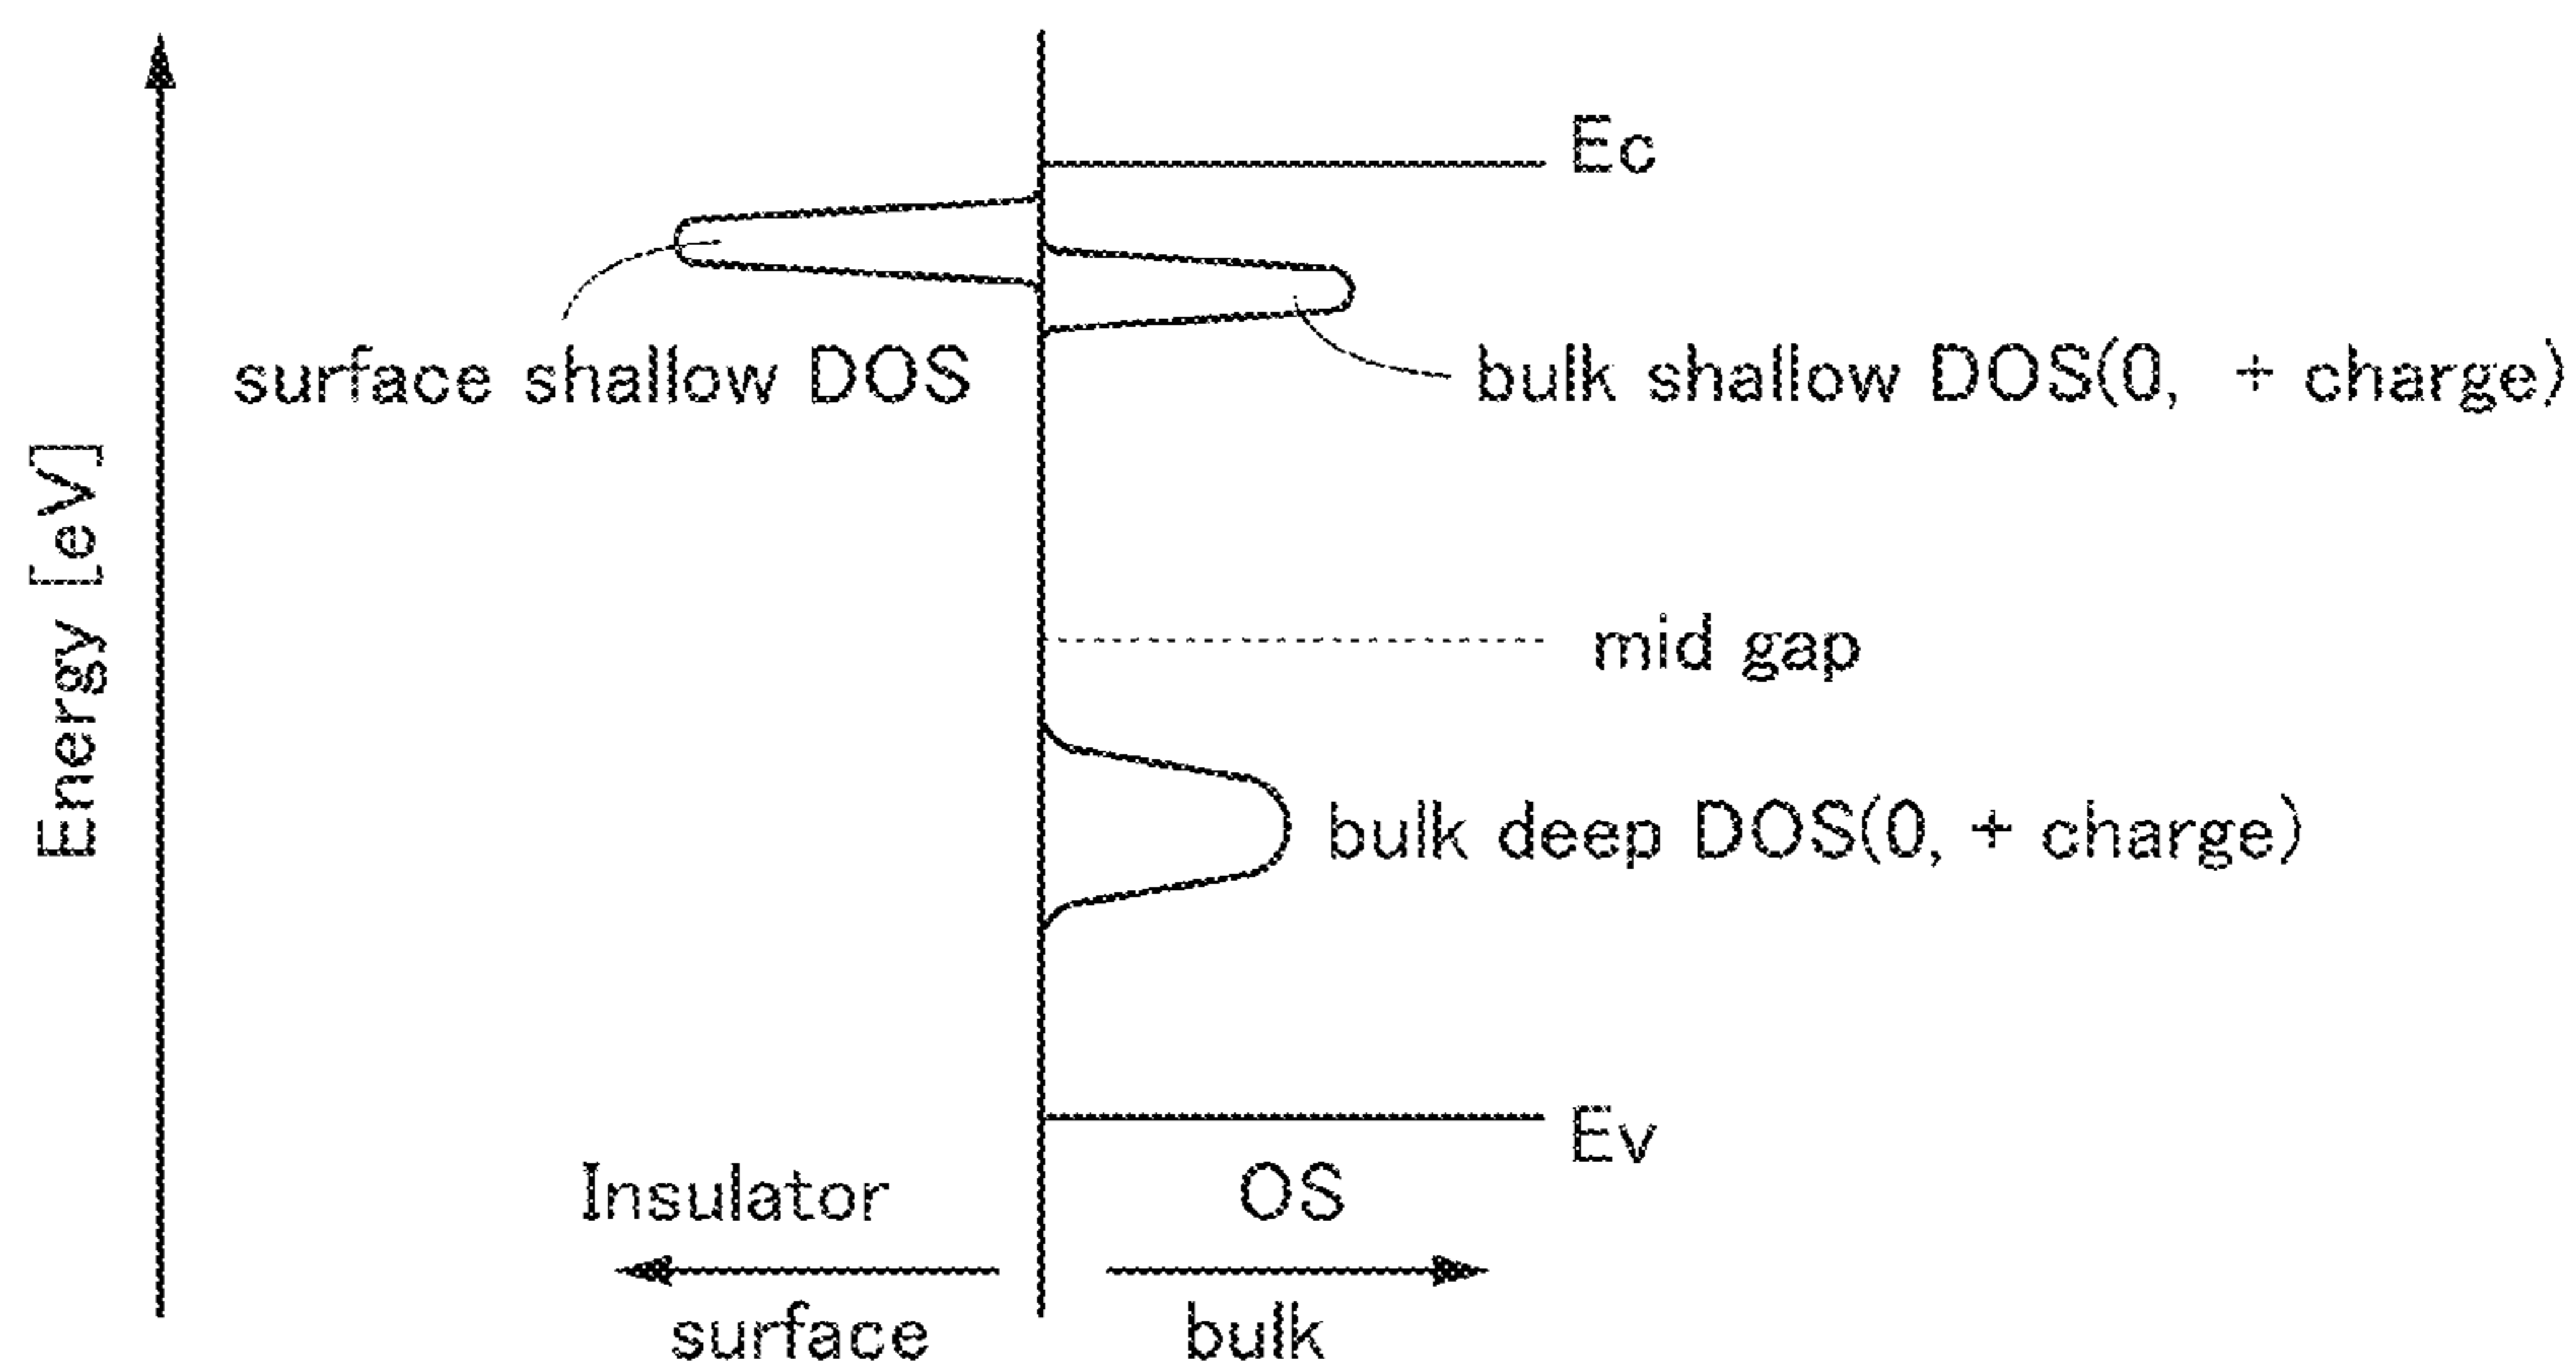 Ec
surface shallow DOS
bulk shallow DOS(0, + charge)
Energy [eV]
mid gap
bulk deep DOS(0, + charge)
Ev
Insulator
OS
surface
bulk